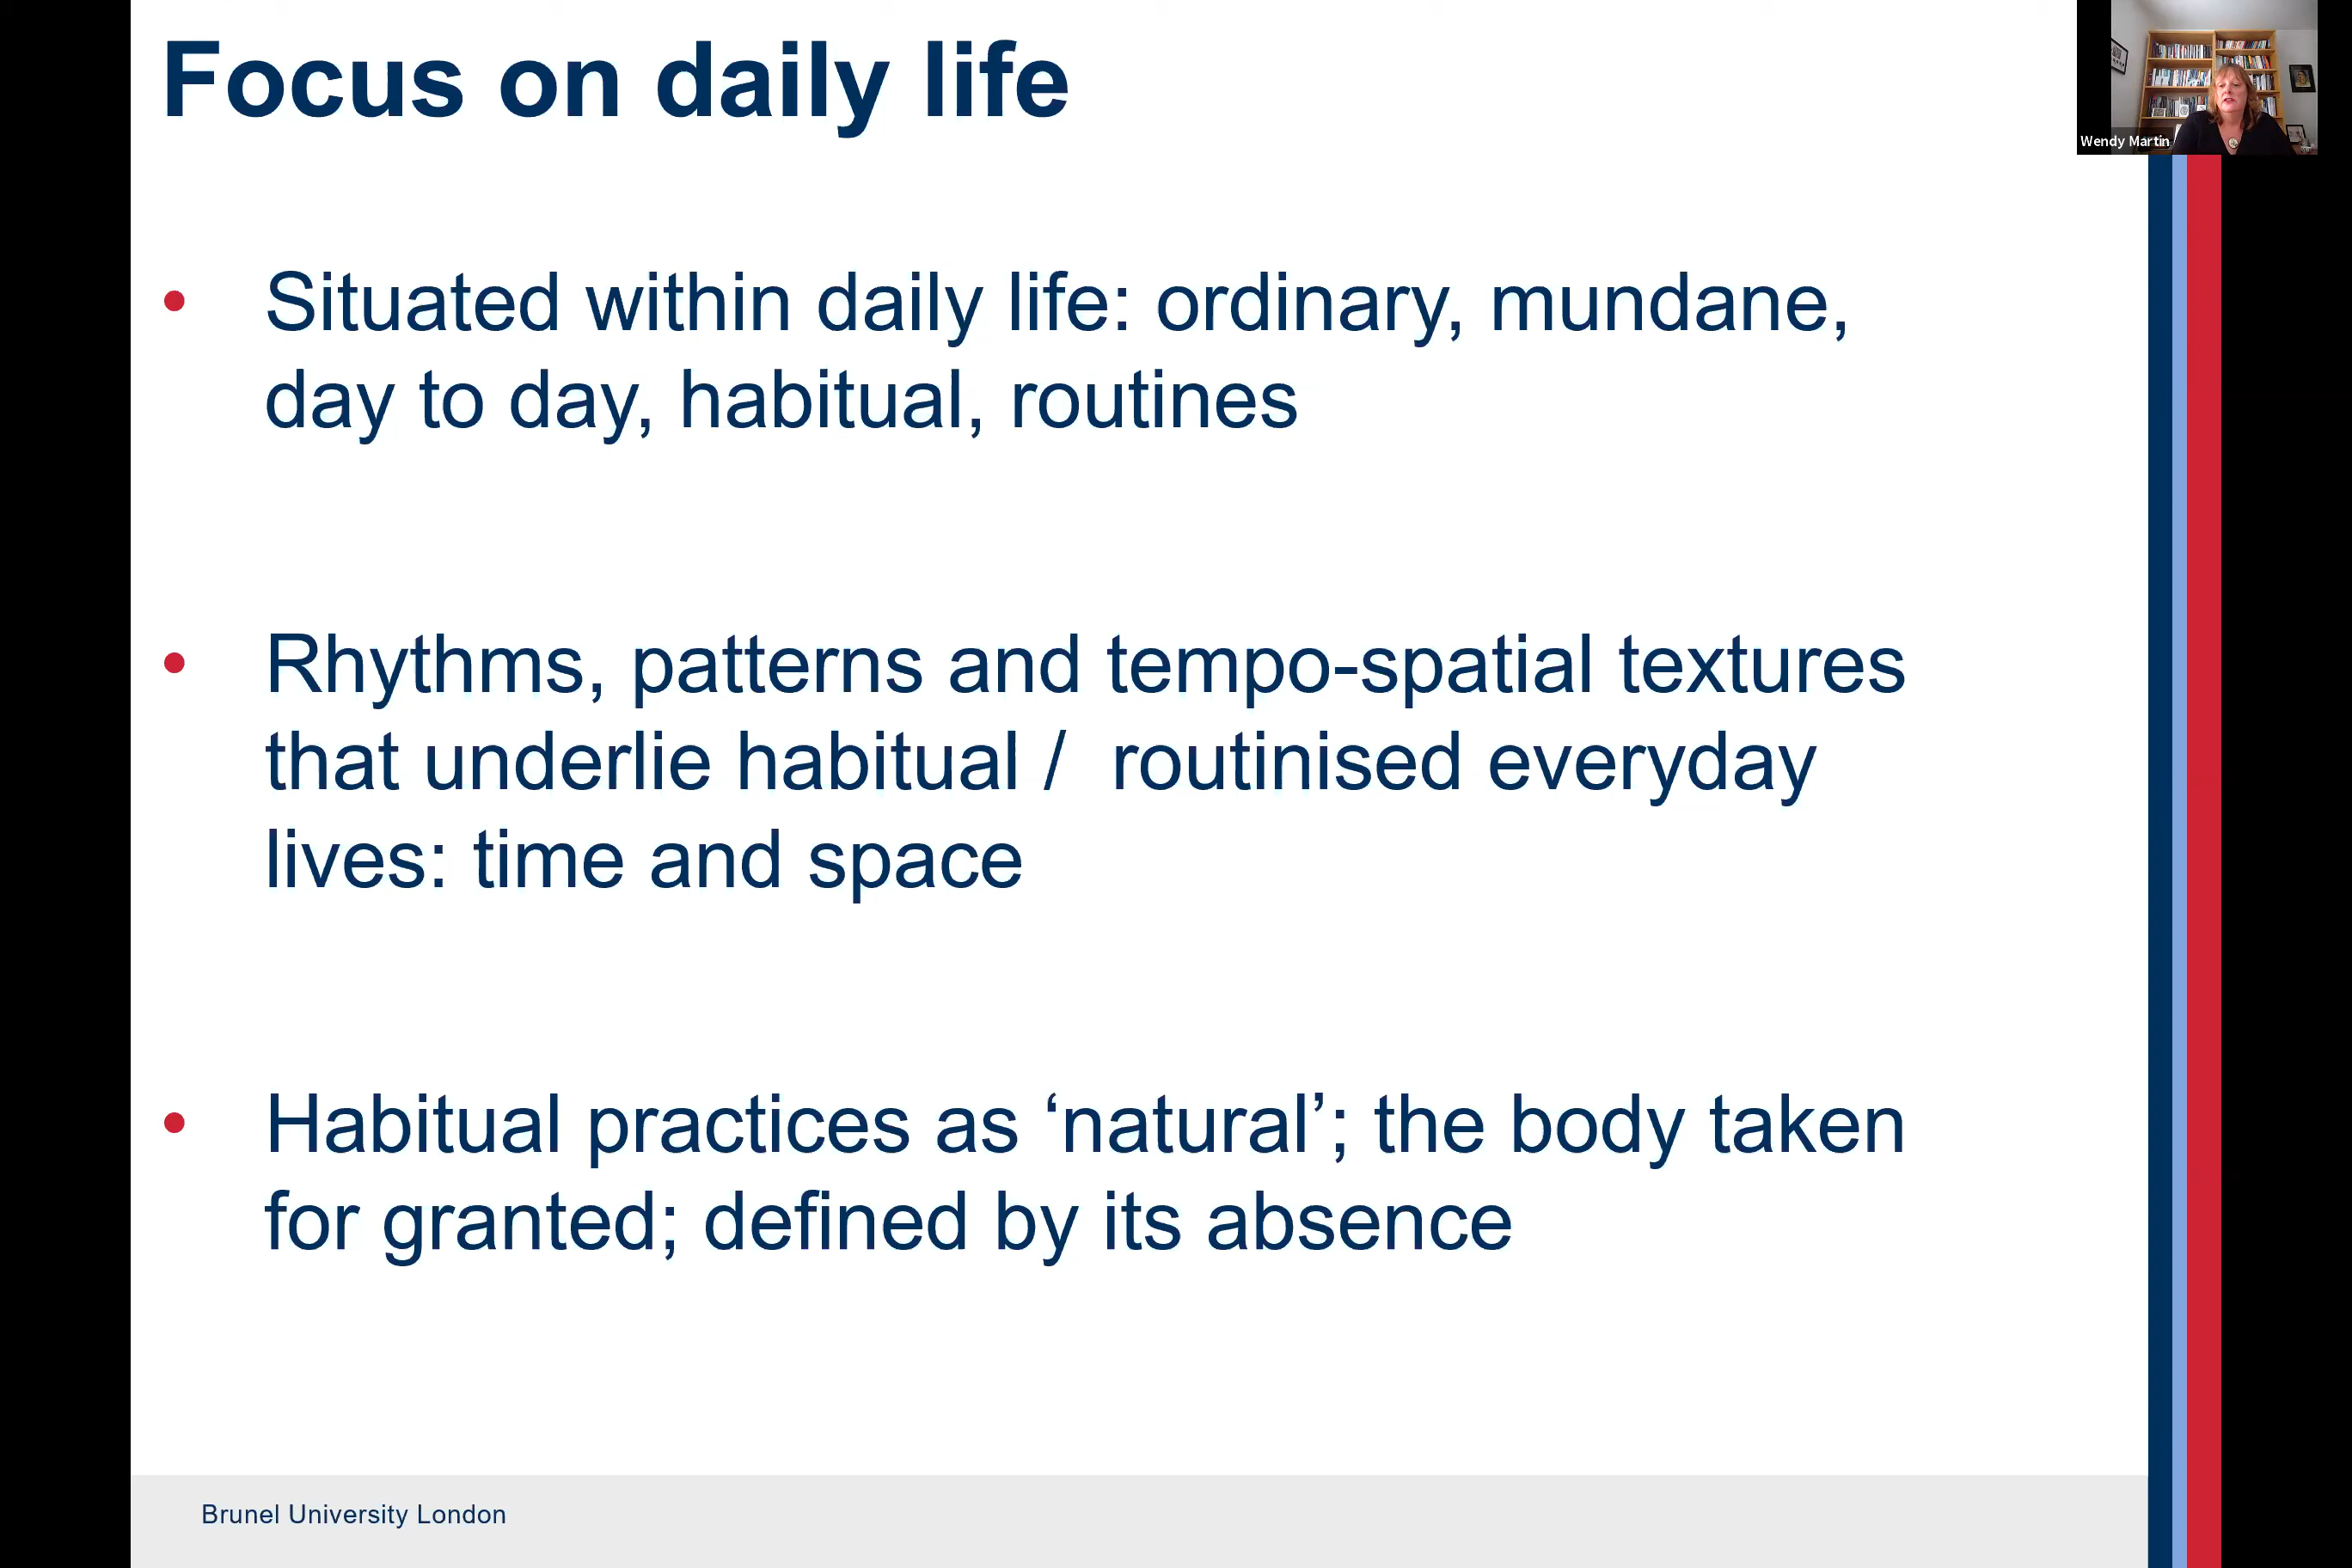 Focus on daily life
Wendy Martin
• Situated within daily life: ordinary, mundane,
day to day, habitual, routines
• Rhythms, patterns and tempo-spatial textures
that underlie habitual /  routinised everyday
lives: time and space
• Habitual practices as ‘natural’; the body taken
for granted; defined by its absence
Brunel University London